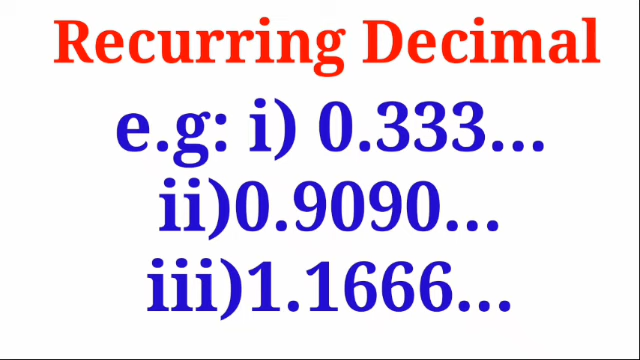 Recurring Decimal
e.g: i) 0.333...
ii)0.9090...
iii)1.1666...